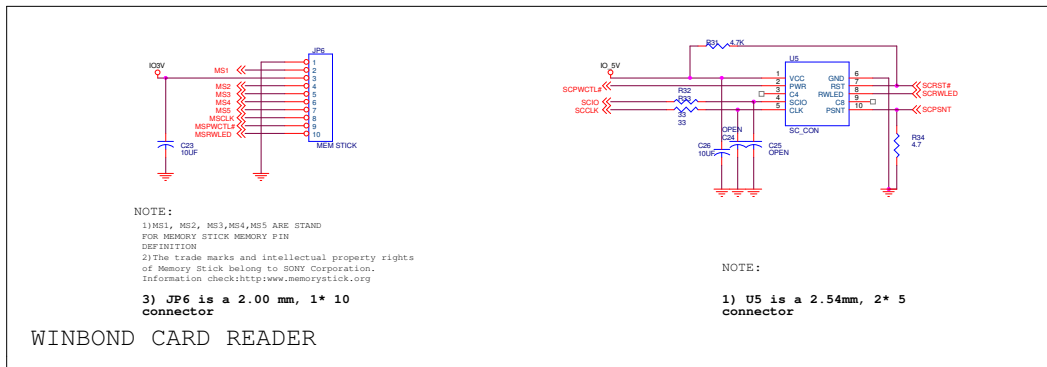 JP6
IO3V
MS1
MS2
MS3
MS4
MS5
MSCLK
MSPWCTL#
MSRWLED
1
2
3
4
5
6
7
8
9
10
MEM STICK
C23
10UF
NOTE:
1)MS1, MS2, MS3,MS4,MS5 ARE STAND
FOR MEMORY STICK MEMORY PIN
DEFINITION
2)The trade marks and intellectual property rights
of Memory Stick belong to SONY Corporation.
Information check:http:www.memorystick.org
3) JP6 is a 2.00 mm, 1* 10
connector
WINBOND CARD READER
R31 4.7K
U5
IO_5V
SCPWCTL#
SCIO
SCCLK
R32
R33
33
33
1 VCC GND 6
2 PWR RST 7
3 C4 RWLED 8
4 SCIO C8 9
5 CLK PSNT 10
SC_CON
SCRST#
SCRWLED
SCPSNT
OPEN
C24
C26
10UF
C25
OPEN
R34
4.7
NOTE:
1) U5 is a 2.54mm, 2* 5
connector